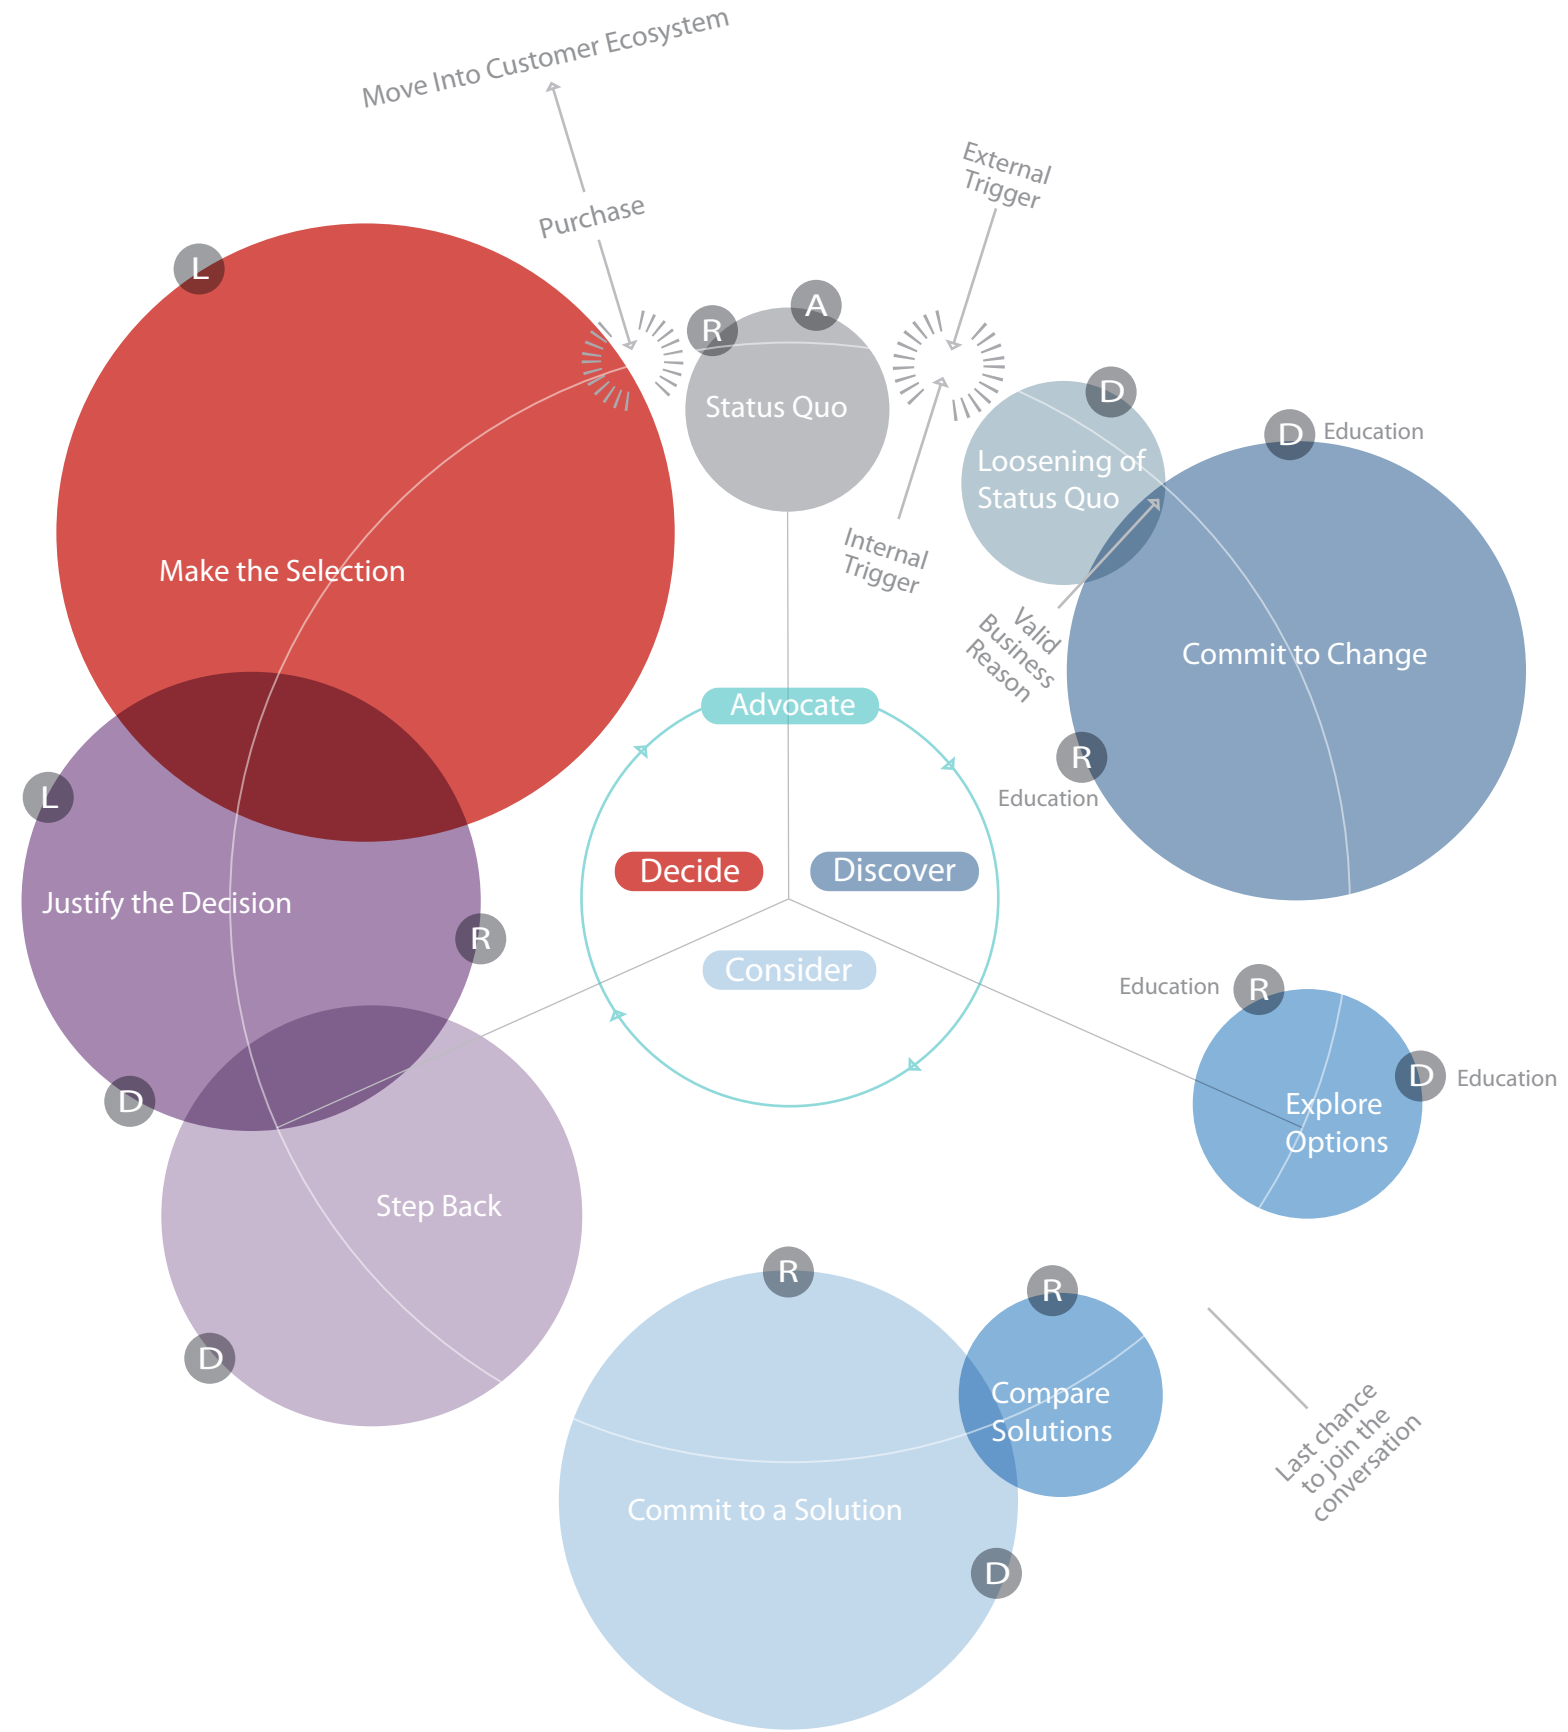 Move Into Customer Ecosystem
Purchase
External
Trigger
L
R
A
Status Quo
D
Loosening of
Status Quo
D
Education
Internal
Trigger
Make the Selection
Valid
Business
Reason
Commit to Change
R
Education
Advocate
Decide
Discover
Consider
L
Justify the Decision
R
D
Education
R
D
Education
Explore
Options
Step Back
D
R
R
Compare
Solutions
Commit to a Solution
D
Last chance
to join the
conversation